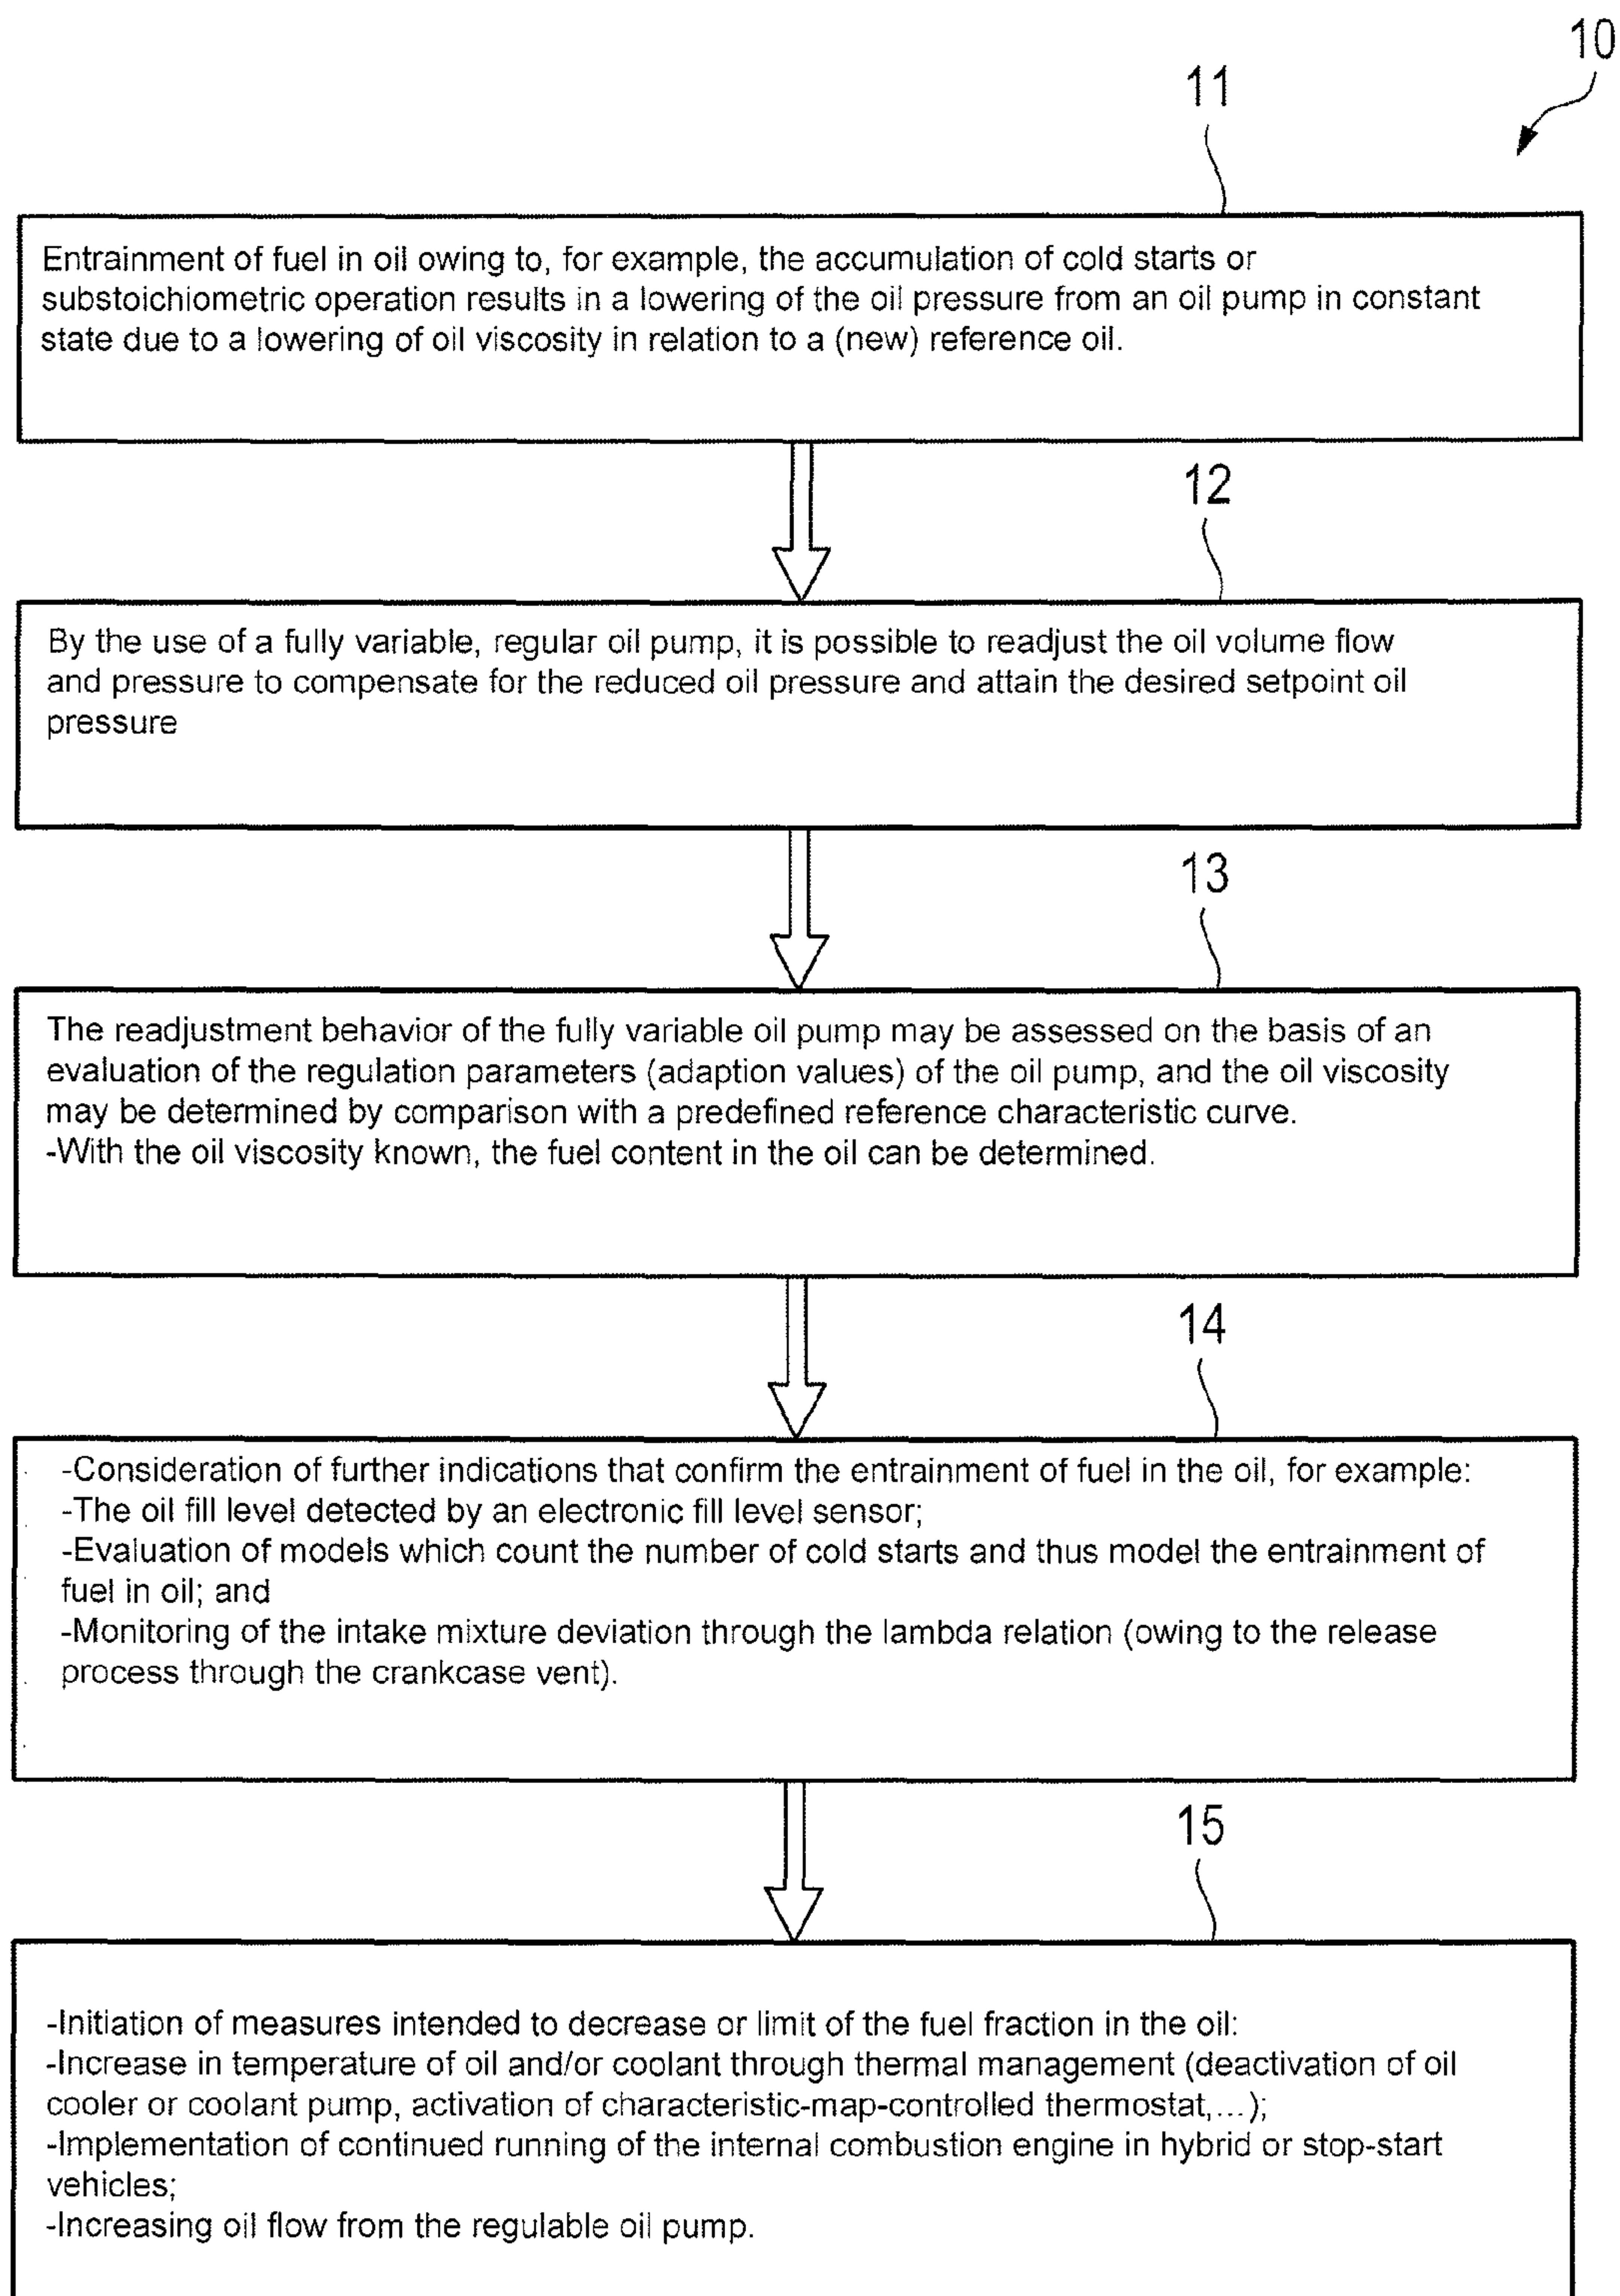 10
11
Entrainment of fuel in oil owing to, for example, the accumulation of cold starts or
substoichiometric operation results in a lowering of the oil pressure from an oil pump in constant
state due to a lowering of oil viscosity in relation to a (new) reference oil.
12
By the use of a fully variable, regular oil pump, it is possible to readjust the oil volume flow
and pressure to compensate for the reduced oil pressure and attain the desired setpoint oil
pressure
13
The readjustment behavior of the fully variable oil pump may be assessed on the basis of an
evaluation of the regulation parameters (adaption values) of the oil pump, and the oil viscosity
may be determined by comparison with a predefined reference characteristic curve.
-With the oil viscosity known, the fuel content in the oil can be determined.
14
-Consideration of further indications that confirm the entrainment of fuel in the oil, for example:
-The oil fill level detected by an electronic fill level sensor;
-Evaluation of models which count the number of cold starts and thus model the entrainment of
fuel in oil; and
-Monitoring of the intake mixture deviation through the lambda relation (owing to the release
process through the crankcase vent).
15
-Initiation of measures intended to decrease or limit of the fuel fraction in the oil:
-Increase in temperature of oil and/or coolant through thermal management (deactivation of oil
cooler or coolant pump, activation of characteristic-map-controlled thermostat,...);
-Implementation of continued running of the internal combustion engine in hybrid or stop-start
vehicles;
-Increasing oil flow from the regulable oil pump.